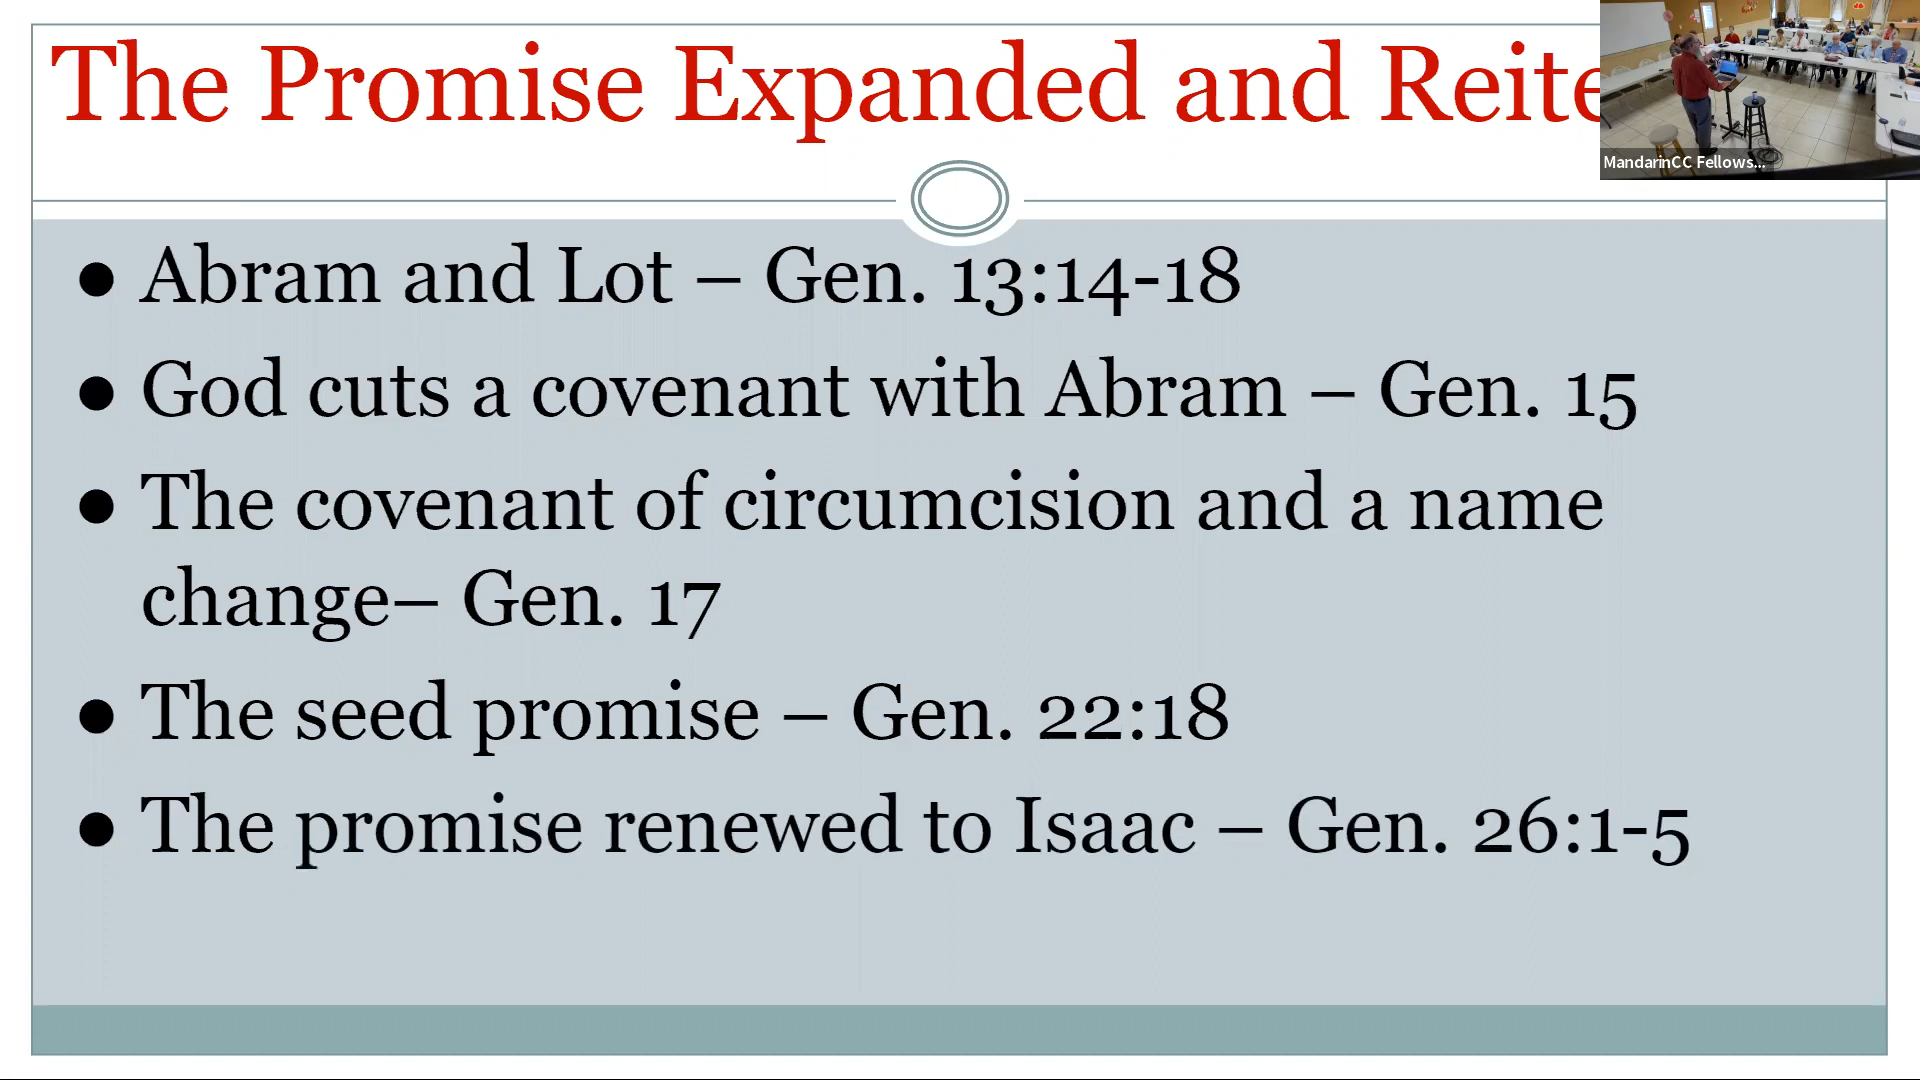 The Promise Expanded and Reite
MandarinCC Fellows...
● Abram and Lot – Gen. 13:14-18
● God cuts a covenant with Abram – Gen. 15
● The covenant of circumcision and a name
change– Gen. 17
● The seed promise – Gen. 22:18
● The promise renewed to Isaac – Gen. 26:1-5